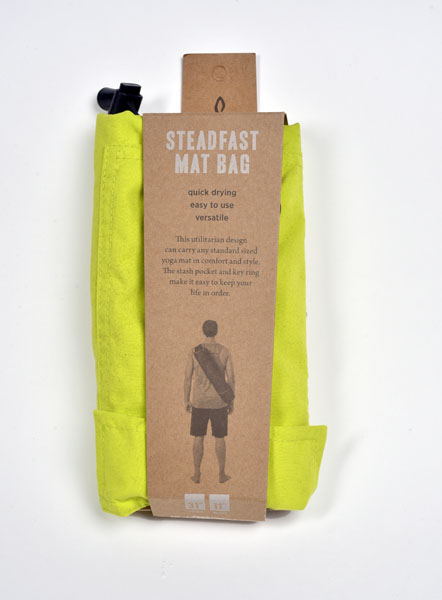 STEADFAST
MAT BAG
quick drying
easy to use
versatile
This utilitarian design
can carry any standard sized
yoga mat in comfort and style.
The stash pocket and key ring
make it easy to keep your
life in order.